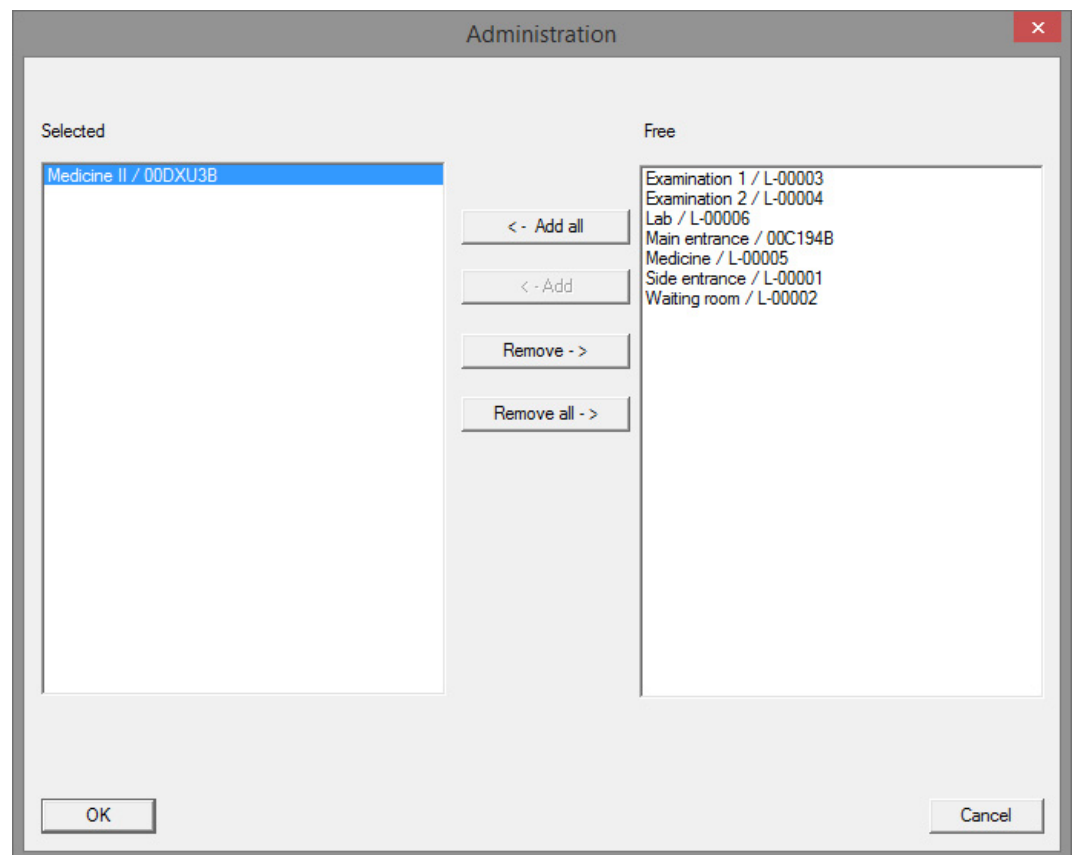 Administration
Selected
Free
Medicine II / 00DXU3B
Examination 1 / L-00003
Examination 2 / L-00004
Lab / L-00006
Main entrance / 00C194B
Medicine / L-00005
Side entrance / L-00001
Waiting room / L-00002
< - Add all
< - Add
Remove - >
Remove all - >
OK
Cancel